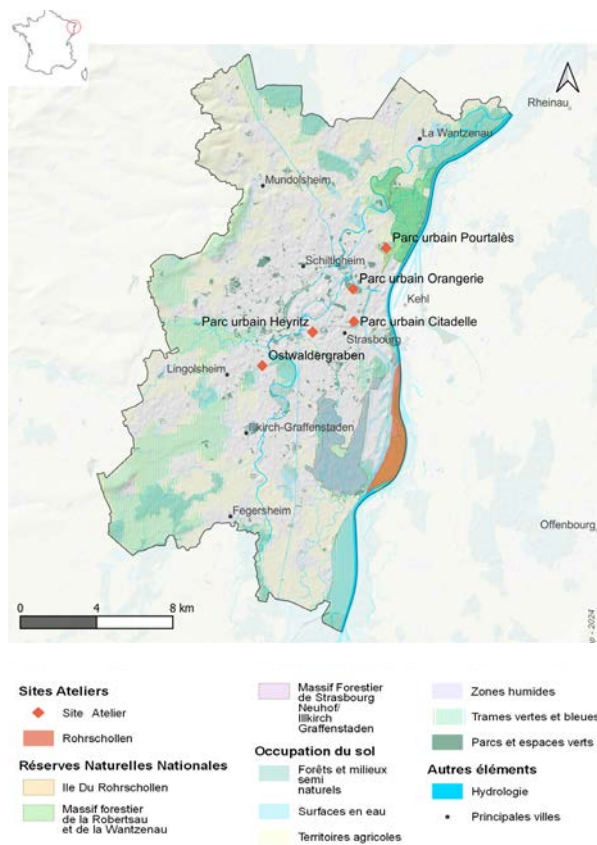 Rheinau
La Wantzenau
Mundolsheim
Parc urbain Pourtalès
Schiltigheim
Parc urbain Orangerie
Kehl
Parc urbain Heyritz
Parc urbain Citadelle
Strasbourg
Ostwaldergraben
Lingolsheim
Illkirch-Graffenstaden
Fegersheim
Offenbourg
0 4 8 km
- 2024
Sites Ateliers
Site Atelier
Rohrschollen
Réserves Naturelles Nationales
Ile Du Rohrschollen
Massif forestier
de la Robertsau
et de la Wantzenau
Massif Forestier
de Strasbourg
Neuhof/
Illkirch
Graffenstaden
Occupation du sol
Forêts et milieux
semi
naturels
Surfaces en eau
Territoires agricoles
Zones humides
Trames vertes et bleues
Parcs et espaces verts
Autres éléments
Hydrologie
Principales villes